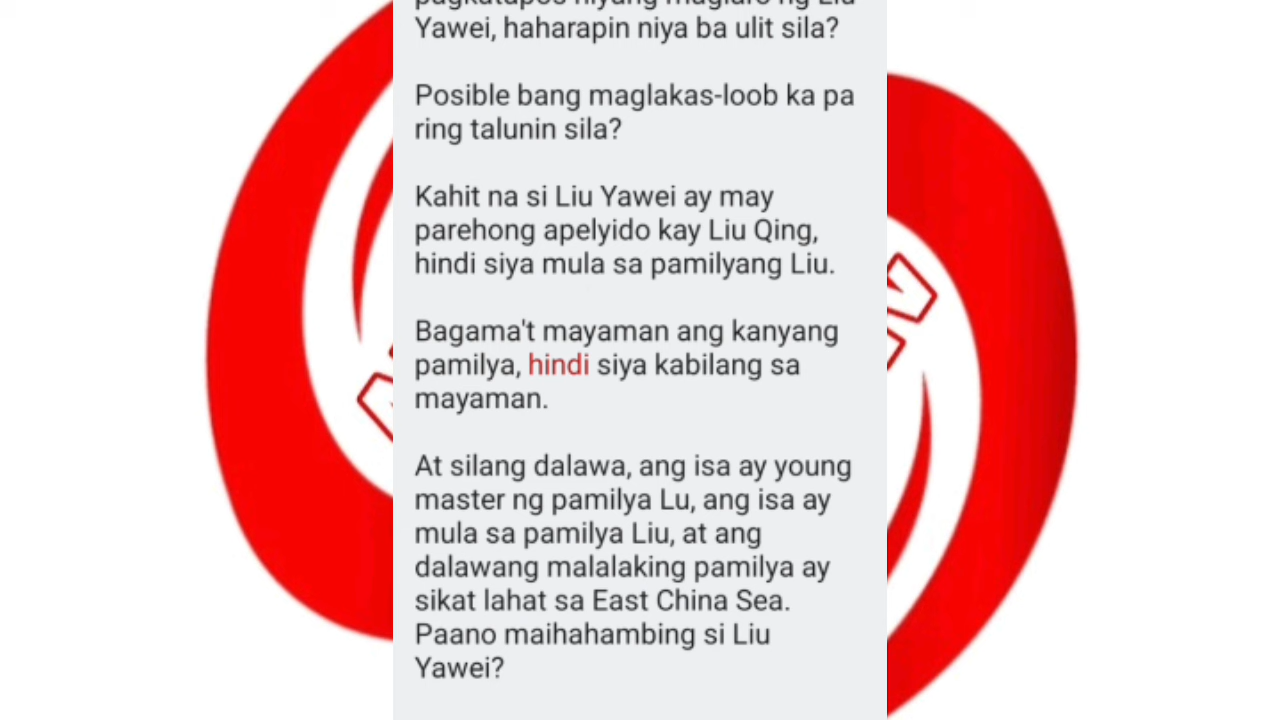 Yawei, haharapin niya ba ulit sila?
Posible bang maglakas-loob ka pa
ring talunin sila?
Kahit na si Liu Yawei ay may
parehong apelyido kay Liu Qing,
hindi siya mula sa pamilyang Liu.
Bagama't mayaman ang kanyang
pamilya, hindi siya kabilang sa
mayaman.
At silang dalawa, ang isa ay young
master ng pamilya Lu, ang isa ay
mula sa pamilya Liu, at ang
dalawang malalaking pamilya ay
sikat lahat sa East China Sea.
Paano maihahambing si Liu
Yawei?